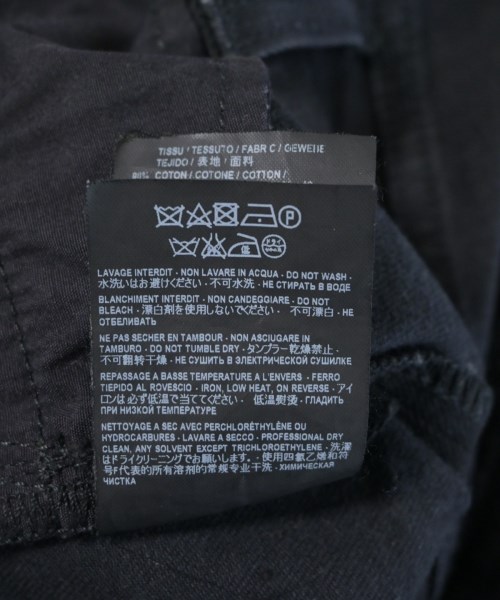 TISSU / TESSUTO / FABR C / GEWEBE
TEJIDO / 表地 / 面料
COTON / COTONE / COTTON /
P
低 ドライ
LAVAGE INTERDIT - NON LAVARE IN ACQUA - DO NOT WASH -
水洗いはお避けください - 不可水洗 - НЕ СТИРАТЬ В ВОДЕ
BLANCHIMENT INTERDIT - NON CANDEGGIARE - DO NOT
BLEACH - 漂白剤を使用しないでください - 不可漂白 - НЕ
ОТБЕЛИВАТЬ
NE PAS SECHER EN TAMBOUR - NON ASCIUGARE IN
TAMBURO - DO NOT TUMBLE DRY - タンブラー乾燥禁止 -
不可翻转干燥 - НЕ СУШИТЬ В ЭЛЕКТРИЧЕСКОЙ СУШИЛКЕ
REPASSAGE A BASSE TEMPERATURE A L'ENVERS - FERRO
TIEPIDO AL ROVESCIO - IRON, LOW HEAT, ON REVERSE - アイ
ロンは必ず低温で当ててください - 低温熨烫 - ГЛАДИТЬ
ПРИ НИЗКОЙ ТЕМПЕРАТУРЕ
NETTOYAGE A SEC AVEC PERCHLORÉTHYLÈNE OU
HYDROCARBURES - LAVARE A SECCO - PROFESSIONAL DRY
CLEAN, ANY SOLVENT EXCEPT TRICHLOROETHYLENE - 洗濯
はドライクリーニングでお願いします。 - 使用四氯乙烯和符
号F代表的所有溶剂的常规专业干洗 - ХИМИЧЕСКАЯ
ЧИСТКА